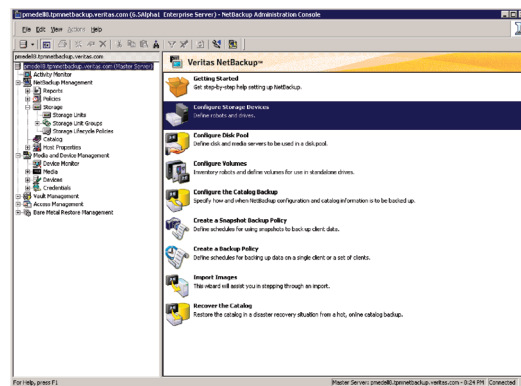 pmedell8.tpmnetbackup.veritas.com (6.5Alpha1 Enterprise Server) - NetBackup Administration Console
File Edit View Actions Help
pmedell8.tpmnetbackup.veritas.com
pmedell8.tpmnetbackup.veritas.com (Master Server)
Activity Monitor
NetBackup Management
Reports
Policies
Storage
Storage Units
Storage Unit Groups
Storage Lifecycle Policies
Catalog
Host Properties
Media and Device Management
Device Monitor
Media
Devices
Credentials
Vault Management
Access Management
Bare Metal Restore Management
Veritas NetBackup™
Getting Started
Get step-by-step help setting up NetBackup.
Configure Storage Devices
Define robots and drives.
Configure Disk Pool
Define disk and media servers to be used in a disk pool.
Configure Volumes
Inventory robots and define volumes for use in standalone drives.
Configure the Catalog Backup
Specify how and when NetBackup configuration and catalog information is to be backed up.
Create a Snapshot Backup Policy
Define schedules for using snapshots to back up client data.
Create a Backup Policy
Define schedules for backing up data on a single client or a set of clients.
Import Images
This wizard will assist you in stepping through an import.
Recover the Catalog
Restore the catalog in a disaster recovery situation from a hot, online catalog backup.
For Help, press F1
Master Server: pmedell8.tpmnetbackup.veritas.com - 8:24 PM Connected